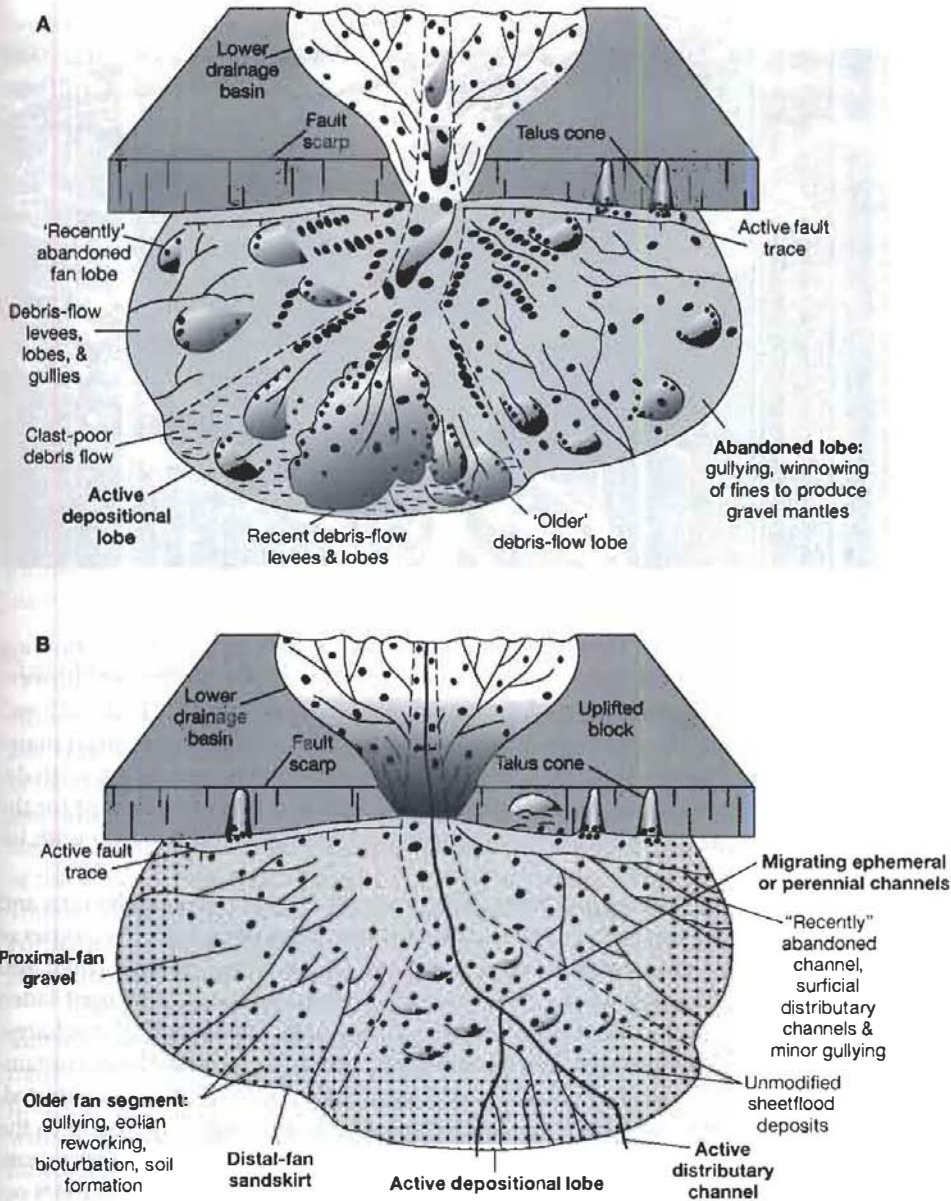 A
Lower
drainage
basin
Fault
scarp
Talus cone
'Recently'
abandoned
fan lobe
Active fault
trace
Debris-flow
levees,
lobes, &
gullies
Clast-poor
debris flow
Active
depositional
lobe
Recent debris-flow
levees & lobes
'Older'
debris-flow lobe
Abandoned lobe:
gullying, winnowing
of fines to produce
gravel mantles
B
Lower
drainage
basin
Fault
scarp
Uplifted
block
Talus cone
Active fault
trace
Migrating ephemeral
or perennial channels
Proximal-fan
gravel
"Recently"
abandoned
channel,
surficial
distributary
channels &
minor gullying
Unmodified
sheetflood
deposits
Older fan segment:
gullying, eolian
reworking,
bioturbation, soil
formation
Distal-fan
sandskirt
Active depositional lobe
Active
distributary
channel